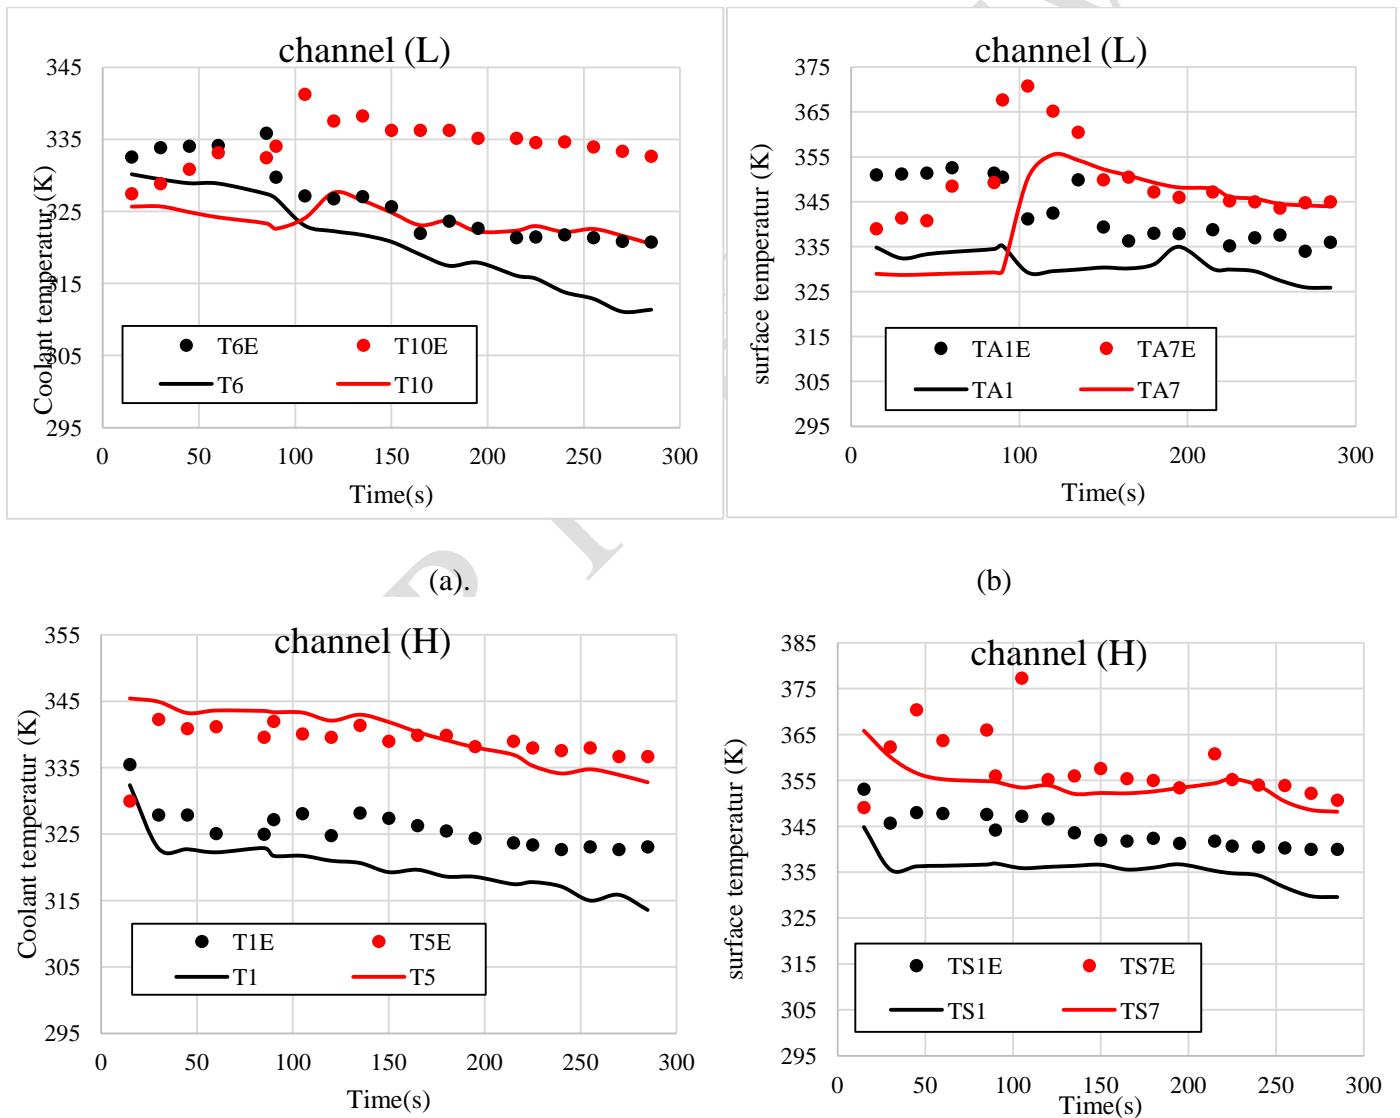 channel (L)
Coolant temperatur (K)
345
335
325
315
305
295
0 50 100 150 200 250 300
Time(s)
T6E T10E
T6 T10
channel (L)
surface temperatur (K)
375
365
355
345
335
325
315
305
295
0 100 200 300
Time(s)
TA1E TA7E
TA1 TA7
(a). (b)
channel (H)
Coolant temperatur (K)
355
345
335
325
315
305
295
0 50 100 150 200 250 300
Time(s)
T1E T5E
T1 T5
channel (H)
surface temperatur (K)
385
375
365
355
345
335
325
315
305
295
0 50 100 150 200 250 300
Time(s)
TS1E TS7E
TS1 TS7